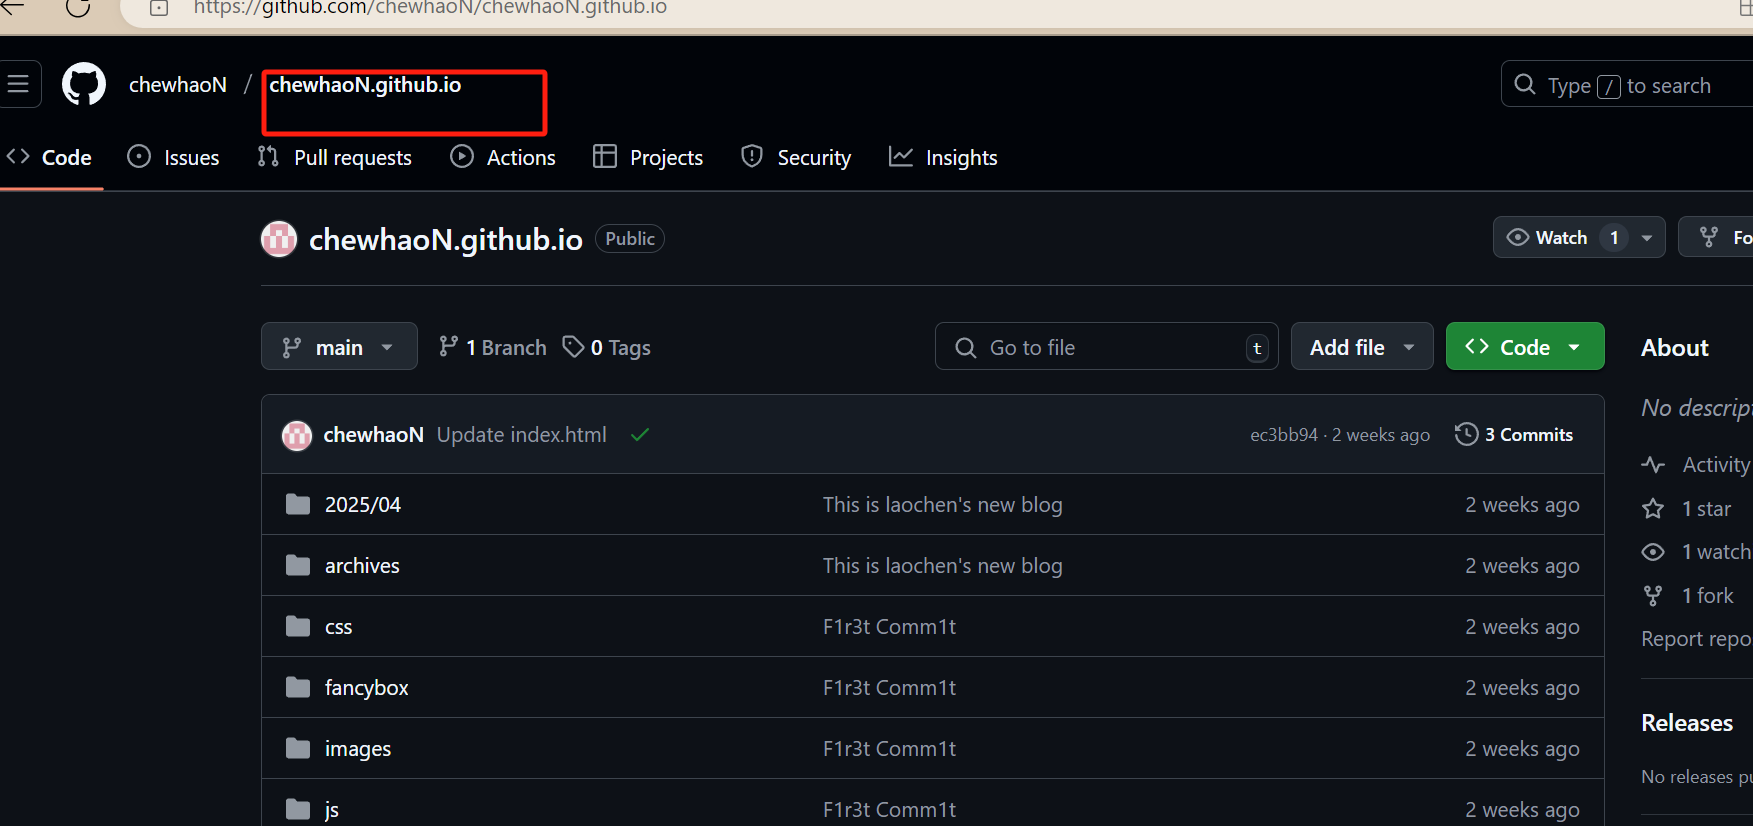 https://github.com/chewhaoN/chewhaoN.github.io
chewhaoN / chewhaoN.github.io
Type / to search
Code Issues Pull requests Actions Projects Security Insights
chewhaoN.github.io Public
Watch 1 Fo
main 1 Branch 0 Tags Go to file t Add file Code
About
No descript
chewhaoN Update index.html ec3bb94 · 2 weeks ago 3 Commits
Activity
2025/04 This is laochen's new blog 2 weeks ago
1 star
archives This is laochen's new blog 2 weeks ago
1 watch
css F1r3t Comm1t 2 weeks ago
1 fork
Report repo
fancybox F1r3t Comm1t 2 weeks ago
Releases
images F1r3t Comm1t 2 weeks ago
No releases pu
js F1r3t Comm1t 2 weeks ago